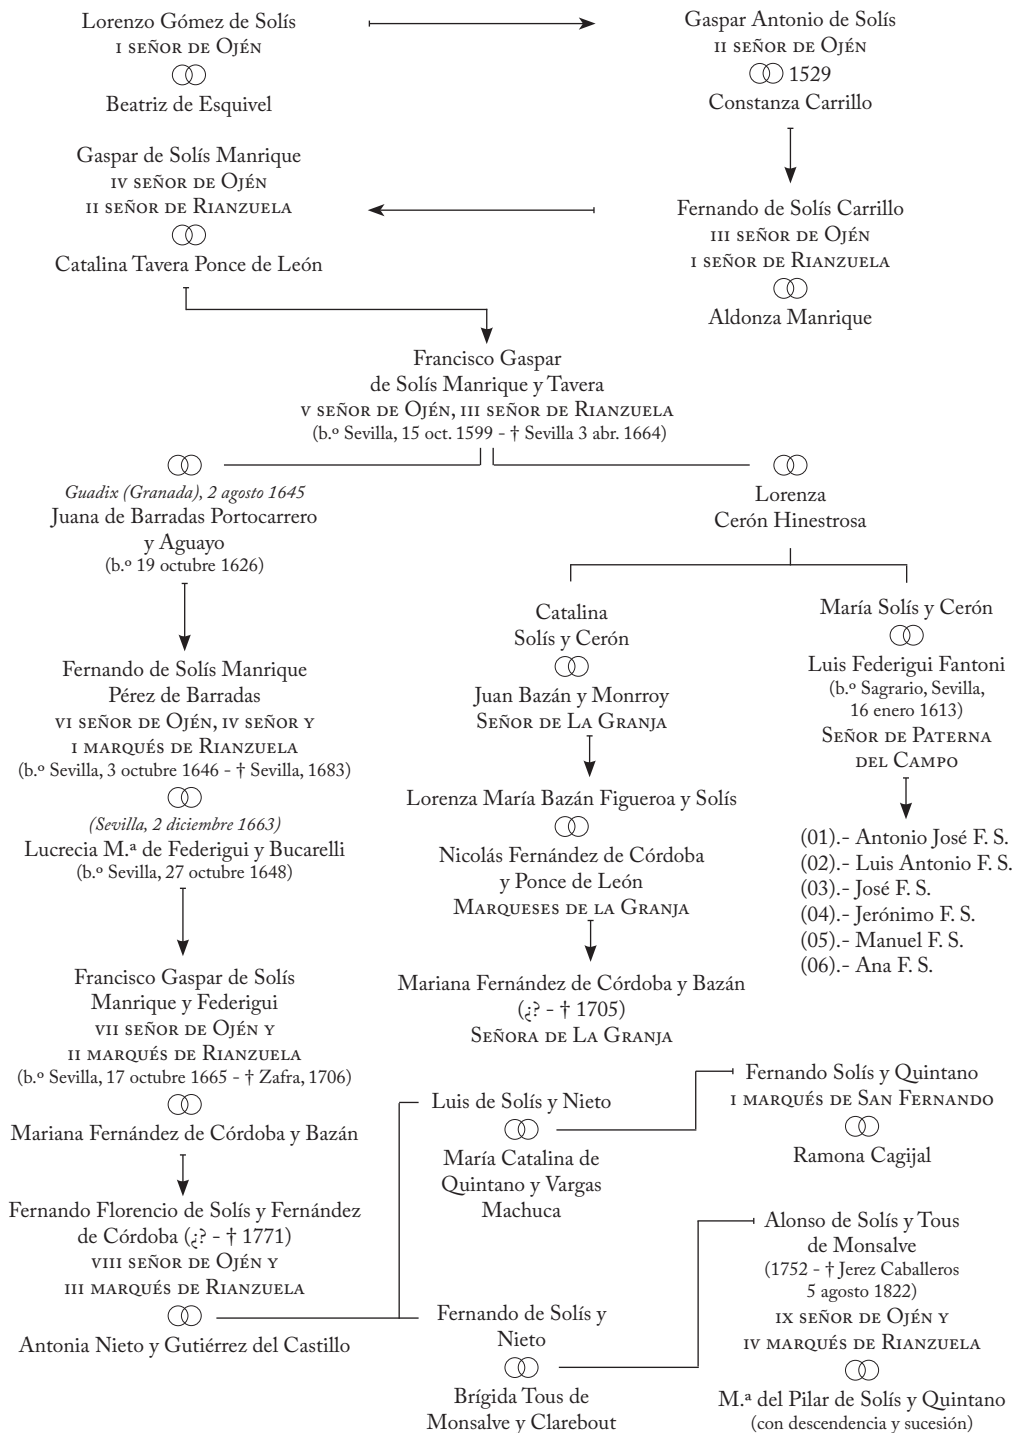 Lorenzo Gómez de Solís
I SEÑOR DE OJÉN
Beatriz de Esquivel
Gaspar Antonio de Solís
II SEÑOR DE OJÉN
1529
Constanza Carrillo
Gaspar de Solís Manrique
IV SEÑOR DE OJÉN
II SEÑOR DE RIANZUELA
Catalina Tavera Ponce de León
Fernando de Solís Carrillo
III SEÑOR DE OJÉN
I SEÑOR DE RIANZUELA
Aldonza Manrique
Francisco Gaspar
de Solís Manrique y Tavera
V SEÑOR DE OJÉN, III SEÑOR DE RIANZUELA
(b.º Sevilla, 15 oct. 1599 - † Sevilla 3 abr. 1664)
Guadix (Granada), 2 agosto 1645
Juana de Barradas Portocarrero
y Aguayo
(b.º 19 octubre 1626)
Lorenza
Cerón Hinestrosa
Fernando de Solís Manrique
Pérez de Barradas
VI SEÑOR DE OJÉN, IV SEÑOR Y
I MARQUÉS DE RIANZUELA
(b.º Sevilla, 3 octubre 1646 - † Sevilla, 1683)
(Sevilla, 2 diciembre 1663)
Lucrecia M.ª de Federigui y Bucarelli
(b.º Sevilla, 27 octubre 1648)
Catalina
Solís y Cerón
Juan Bazán y Monrroy
SEÑOR DE LA GRANJA
Lorenza María Bazán Figueroa y Solís
Nicolás Fernández de Córdoba
y Ponce de León
MARQUESES DE LA GRANJA
Mariana Fernández de Córdoba y Bazán
(¿? - † 1705)
SEÑORA DE LA GRANJA
María Solís y Cerón
Luis Federigui Fantoni
(b.º Sagrario, Sevilla,
16 enero 1613)
SEÑOR DE PATERNA
DEL CAMPO
(01).- Antonio José F. S.
(02).- Luis Antonio F. S.
(03).- José F. S.
(04).- Jerónimo F. S.
(05).- Manuel F. S.
(06).- Ana F. S.
Francisco Gaspar de Solís
Manrique y Federigui
VII SEÑOR DE OJÉN Y
II MARQUÉS DE RIANZUELA
(b.º Sevilla, 17 octubre 1665 - † Zafra, 1706)
Mariana Fernández de Córdoba y Bazán
Fernando Florencio de Solís y Fernández
de Córdoba (¿? - † 1771)
VIII SEÑOR DE OJÉN Y
III MARQUÉS DE RIANZUELA
Antonia Nieto y Gutiérrez del Castillo
Luis de Solís y Nieto
María Catalina de
Quintano y Vargas
Machuca
Fernando Solís y Quintano
I MARQUÉS DE SAN FERNANDO
Ramona Cagijal
Fernando de Solís y
Nieto
Brígida Tous de
Monsalve y Clarebout
Alonso de Solís y Tous
de Monsalve
(1752 - † Jerez Caballeros
5 agosto 1822)
IX SEÑOR DE OJÉN Y
IV MARQUÉS DE RIANZUELA
M.ª del Pilar de Solís y Quintano
(con descendencia y sucesión)